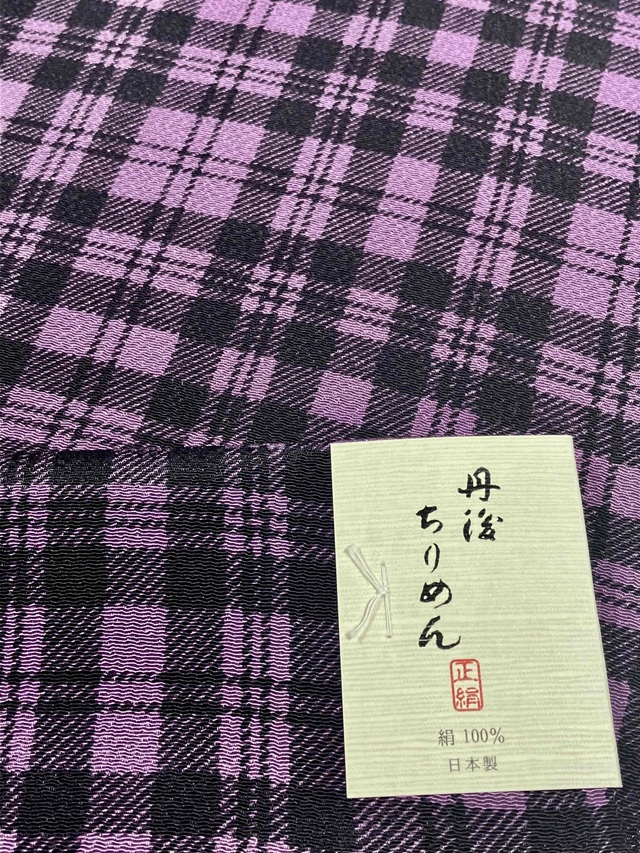 丹後
ちりめん
正絹
絹 100%
日本製